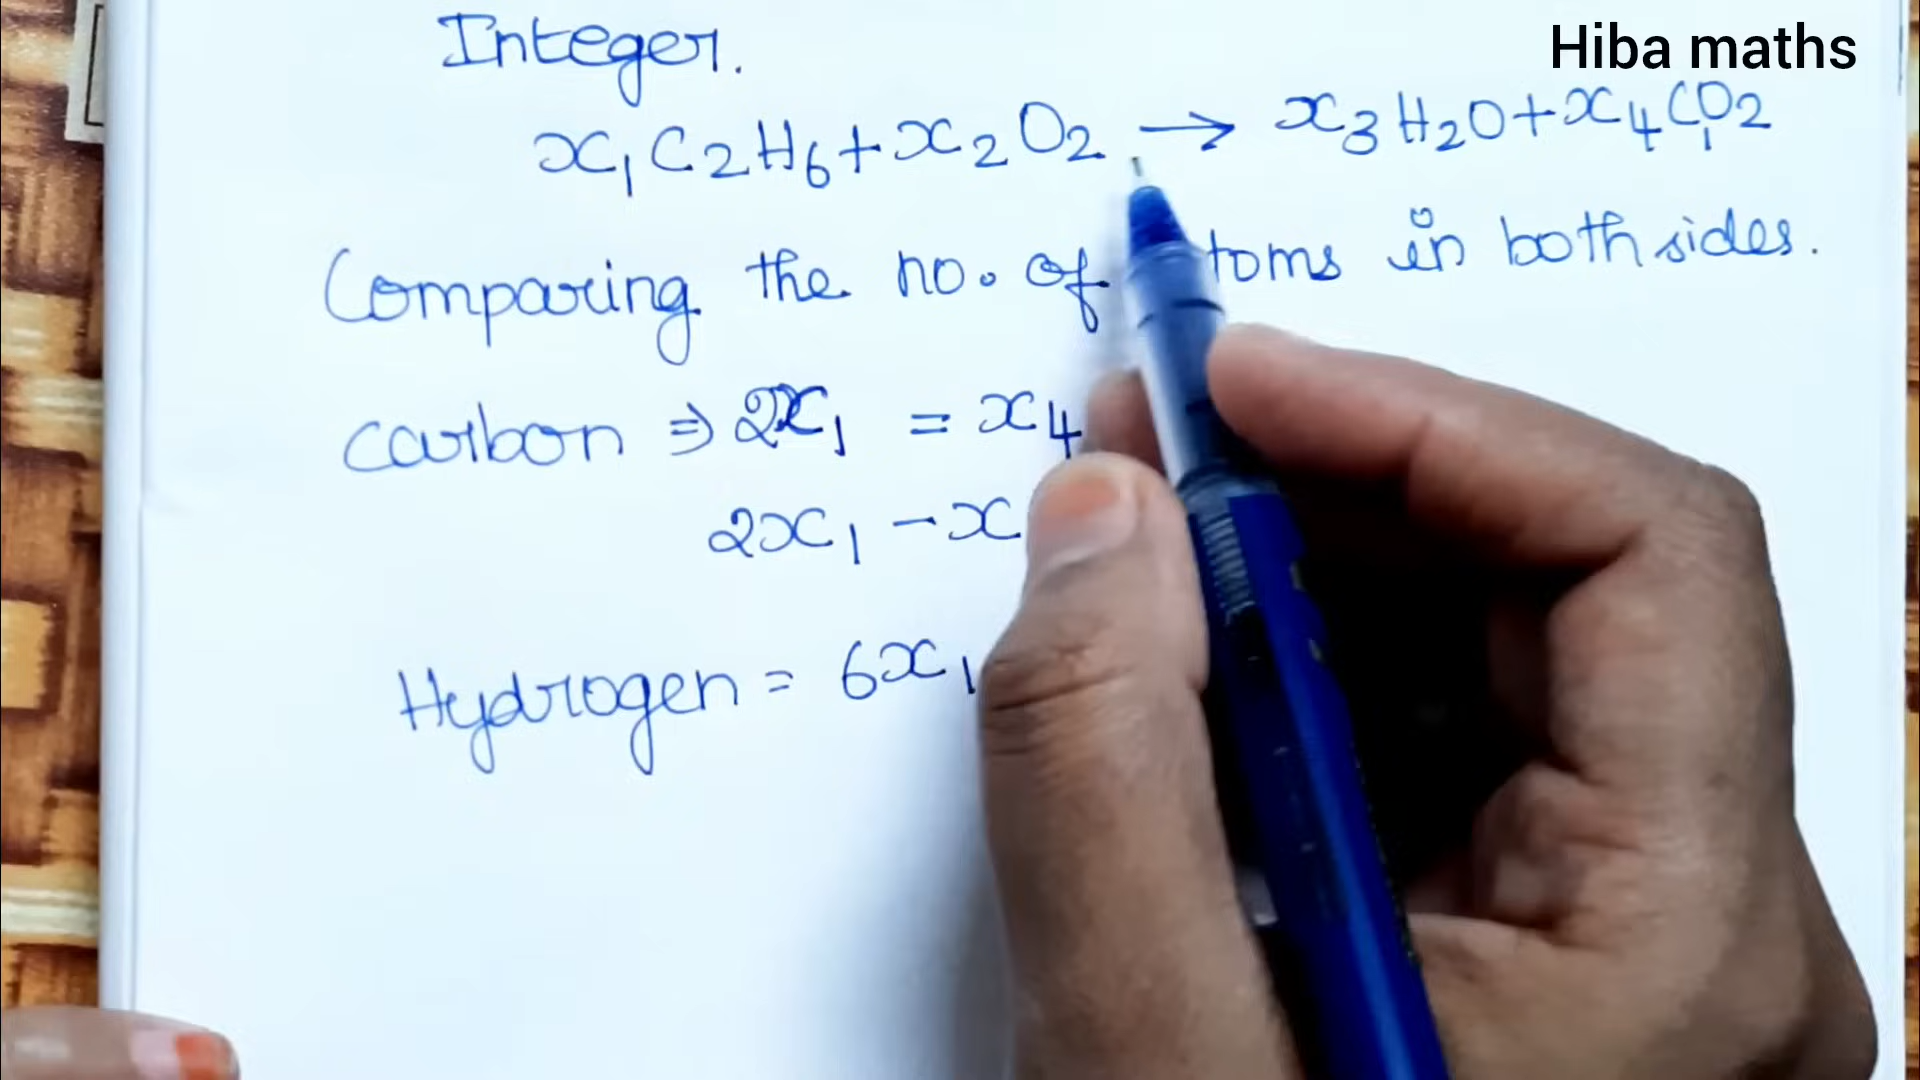 Hiba maths
Integer.
x₁C₂H₆ + x₂O₂ → x₃H₂O + x₄C₁O₂
Comparing the no. of toms in both sides.
carbon ⇒ 2x₁ = x₄
2x₁ - x
Hydrogen = 6x₁